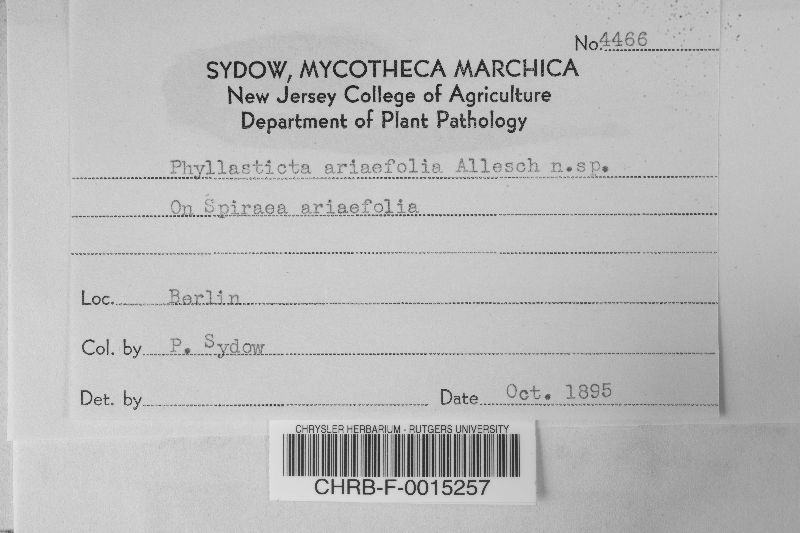 No. 4466
SYDOW, MYCOTHECA MARCHICA
New Jersey College of Agriculture
Department of Plant Pathology
Phyllasticta ariaefolia Allesch n.sp.
On Spiraea ariaefolia
Loc. Berlin
Col. by P. Sydow
Det. by
Date Oct. 1895
CHRYSLER HERBARIUM - RUTGERS UNIVERSITY
CHRB-F-0015257